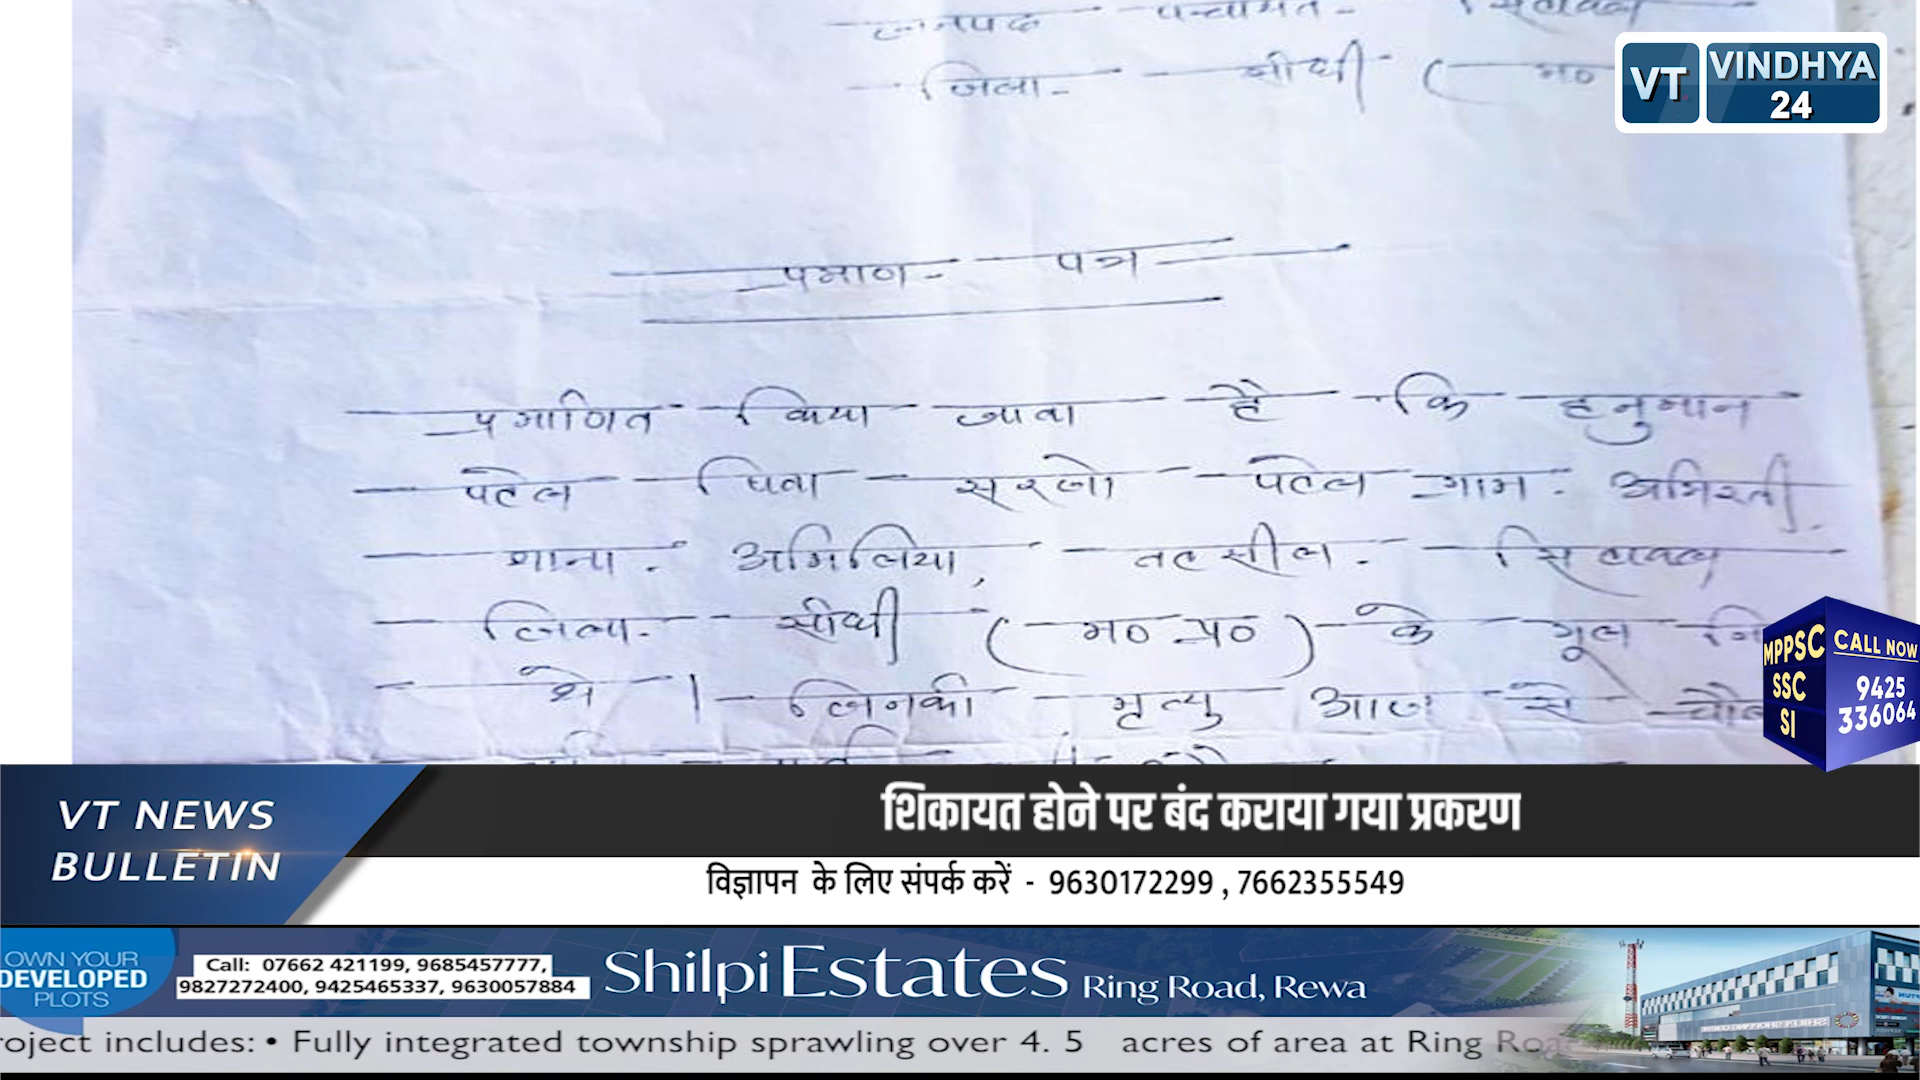 जनपद पन्चायत - सिहावल
जिला - सीधी ( म०
VT VINDHYA
24
प्रमाण - पत्र
प्रमाणित किया जाता है कि हनुमान
पटेल पिता सरजो पटेल ग्राम - अमिरती,
थाना - अमिलिया, तहसील - सिहावल
जिला - सीधी ( म० प्र० ) के मूल
थे । जिनकी मृत्यु आज से
MPPSC
SSC
SI
CALL NOW
9425
336064
VT NEWS
BULLETIN
शिकायत होने पर बंद कराया गया प्रकरण
विज्ञापन के लिए संपर्क करें - 9630172299 , 7662355549
OWN YOUR
DEVELOPED
PLOTS
Call: 07662 421199, 9685457777,
9827272400, 9425465337, 9630057884
Shilpi Estates Ring Road, Rewa
roject includes: • Fully integrated township sprawling over 4. 5 acres of area at Ring Roa